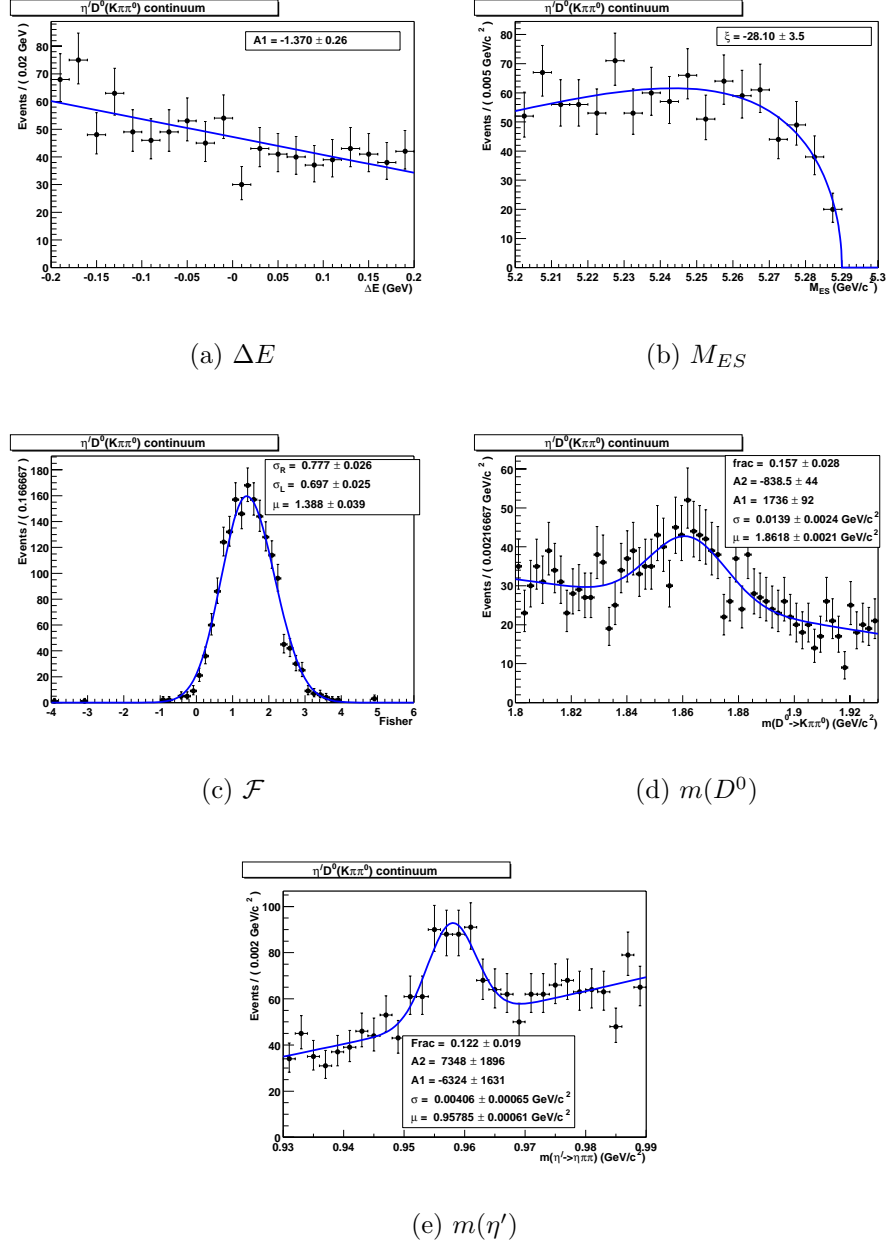 η′D⁰(Kππ⁰) continuum
A1 = -1.370 ± 0.26
Events / ( 0.02 GeV )
80
70
60
50
40
30
20
10
0
-0.2 -0.15 -0.1 -0.05 -0 0.05 0.1 0.15 0.2
ΔE (GeV)
(a) ΔE
η′D⁰(Kππ⁰) continuum
ξ = -28.10 ± 3.5
Events / ( 0.005 GeV/c² )
80
70
60
50
40
30
20
10
0
5.2 5.21 5.22 5.23 5.24 5.25 5.26 5.27 5.28 5.29 5.3
M_ES (GeV/c²)
(b) M_ES
η′D⁰(Kππ⁰) continuum
σ_R = 0.777 ± 0.026
σ_L = 0.697 ± 0.025
μ = 1.388 ± 0.039
Events / ( 0.166667 )
160
140
120
100
80
60
40
20
0
-4 -3 -2 -1 0 1 2 3 4 5 6
Fisher
(c) F
η′D⁰(Kππ⁰) continuum
frac = 0.157 ± 0.028
A2 = -838.5 ± 44
A1 = 1736 ± 92
σ = 0.0139 ± 0.0024 GeV/c²
μ = 1.8618 ± 0.0021 GeV/c²
Events / ( 0.00216667 GeV/c² )
60
50
40
30
20
10
0
1.8 1.82 1.84 1.86 1.88 1.9 1.92
m(D⁰->Kππ⁰) (GeV/c²)
(d) m(D⁰)
η′D⁰(Kππ⁰) continuum
Events / ( 0.002 GeV/c² )
100
80
60
40
20
0
Frac = 0.122 ± 0.019
A2 = 7348 ± 1896
A1 = -6324 ± 1631
σ = 0.00406 ± 0.00065 GeV/c²
μ = 0.95785 ± 0.00061 GeV/c²
0.93 0.94 0.95 0.96 0.97 0.98 0.99
m(η′->ηππ) (GeV/c²)
(e) m(η′)